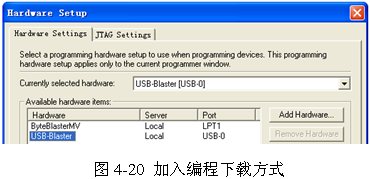 Hardware Setup
Hardware Settings JTAG Settings
Select a programming hardware setup to use when programming devices. This programming
hardware setup applies only to the current programmer window.
Currently selected hardware: USB-Blaster [USB-0]
Available hardware items:
Hardware Server Port
ByteBlasterMV Local LPT1
USB-Blaster Local USB-0
Add Hardware...
Remove Hardware
图 4-20 加入编程下载方式